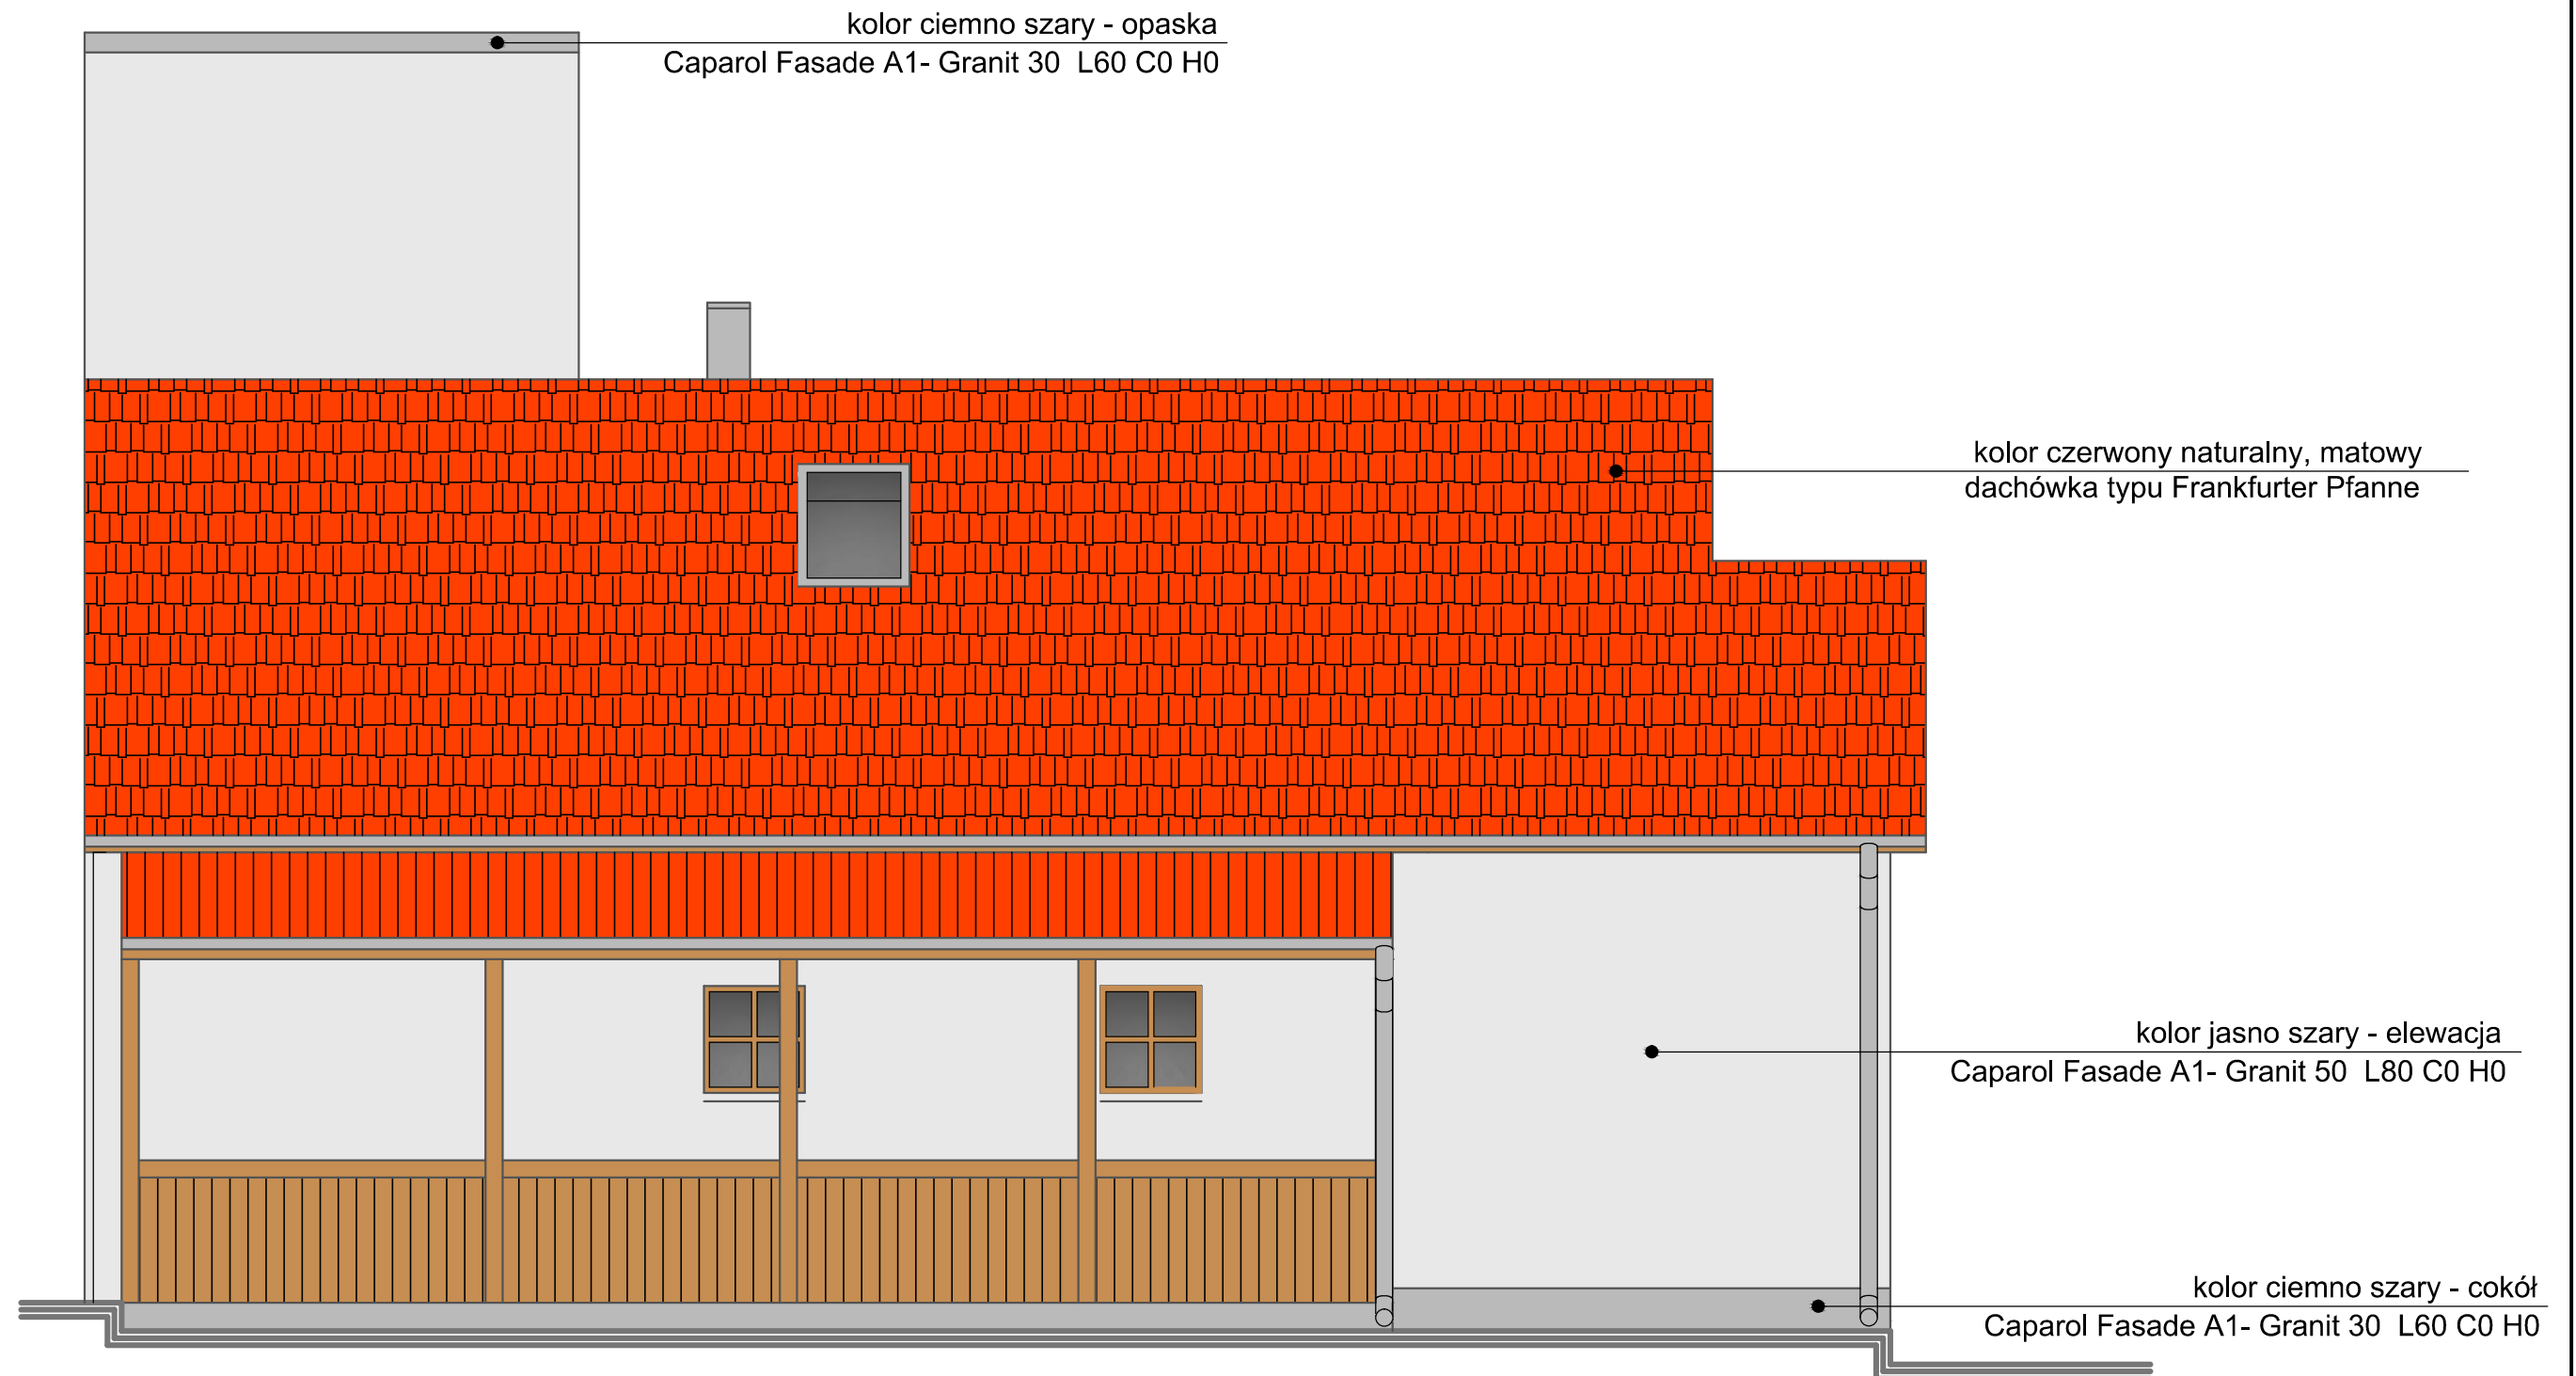 kolor ciemno szary - opaska
Caparol Fasade A1- Granit 30  L60 C0 H0
kolor czerwony naturalny, matowy
dachówka typu Frankfurter Pfanne
kolor jasno szary - elewacja
Caparol Fasade A1- Granit 50  L80 C0 H0
kolor ciemno szary - cokół
Caparol Fasade A1- Granit 30  L60 C0 H0